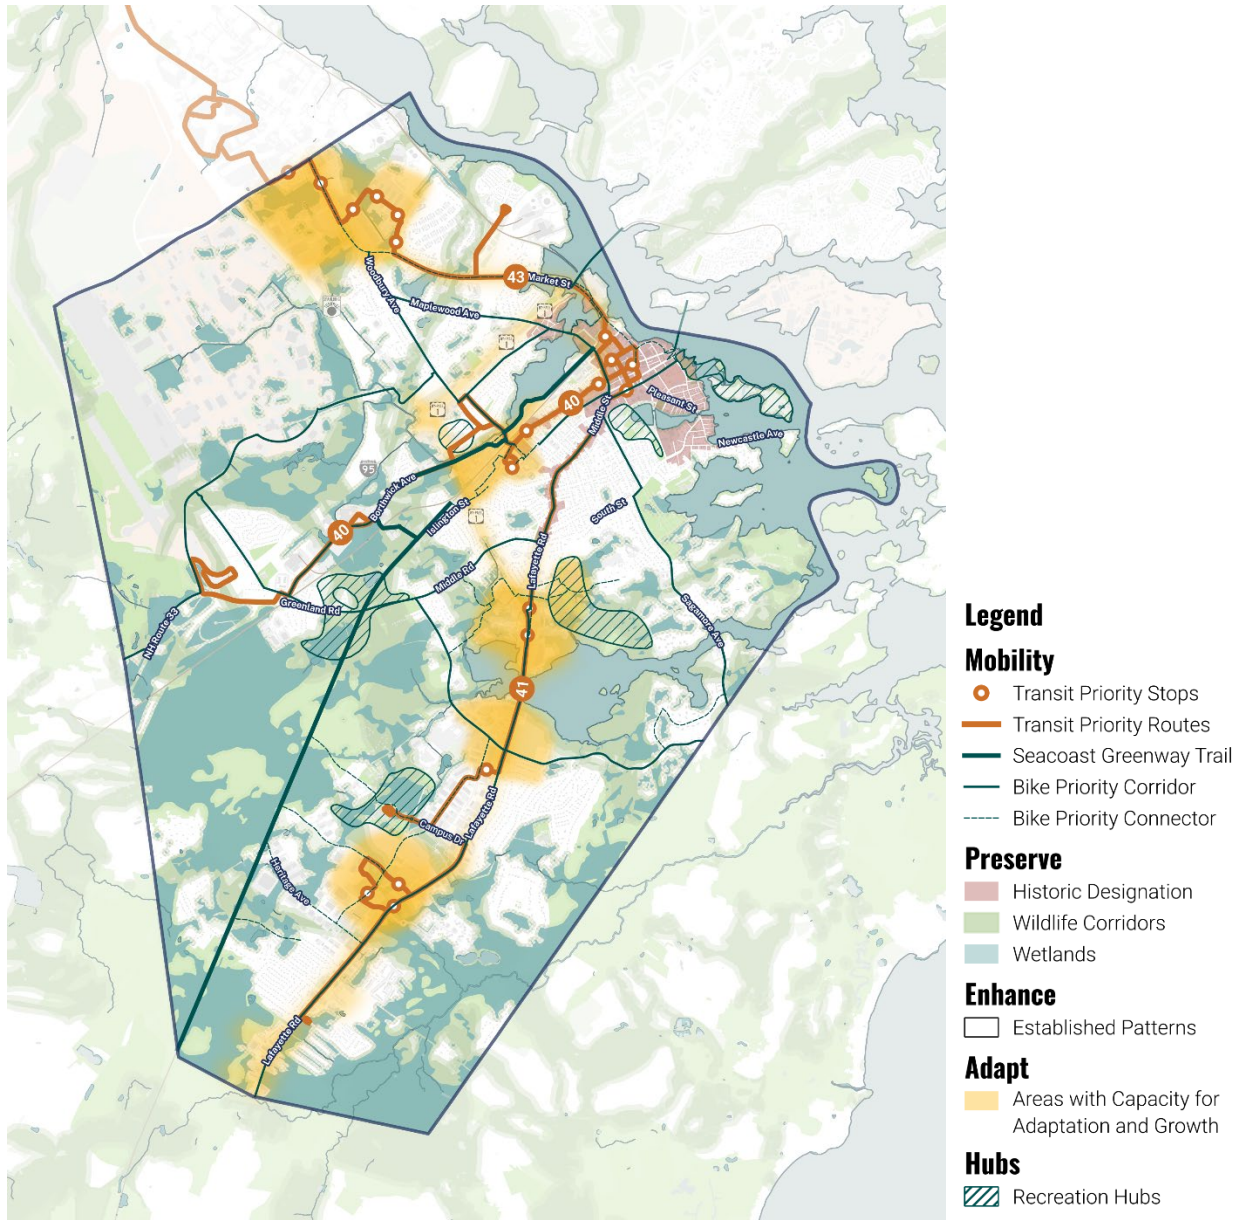 43
Market St
Woodbury Ave
Maplewood Ave
1
1
1
40
Middle St
Pleasant St
Newcastle Ave
95
Borthwick Ave
Islington St
1
South St
40
Lafayette Rd
Middle Rd
Greenland Rd
Sagamore Ave
NH Route 33
41
Lafayette Rd
Campus Dr
Heritage Ave
Lafayette Rd
Legend
Mobility
Transit Priority Stops
Transit Priority Routes
Seacoast Greenway Trail
Bike Priority Corridor
Bike Priority Connector
Preserve
Historic Designation
Wildlife Corridors
Wetlands
Enhance
Established Patterns
Adapt
Areas with Capacity for
Adaptation and Growth
Hubs
Recreation Hubs